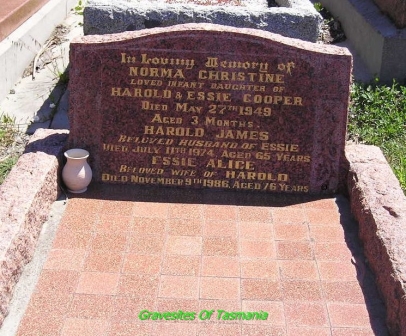 In Loving Memory of
NORMA CHRISTINE
LOVED INFANT DAUGHTER OF
HAROLD & ESSIE COOPER
DIED MAY 27TH 1949
AGED 3 MONTHS
HAROLD JAMES
BELOVED HUSBAND OF ESSIE
DIED JULY 11TH 1974 AGED 65 YEARS
ESSIE ALICE
BELOVED WIFE OF HAROLD
DIED NOVEMBER 9TH 1986, AGED 76 YEARS
Gravesites Of Tasmania